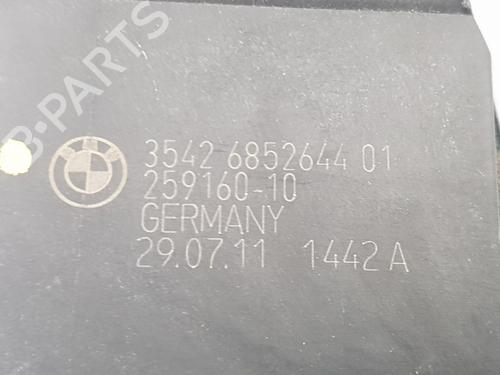 B-PARTS
3542 6852644 01
259160-10
GERMANY
29.07.11 1442 A